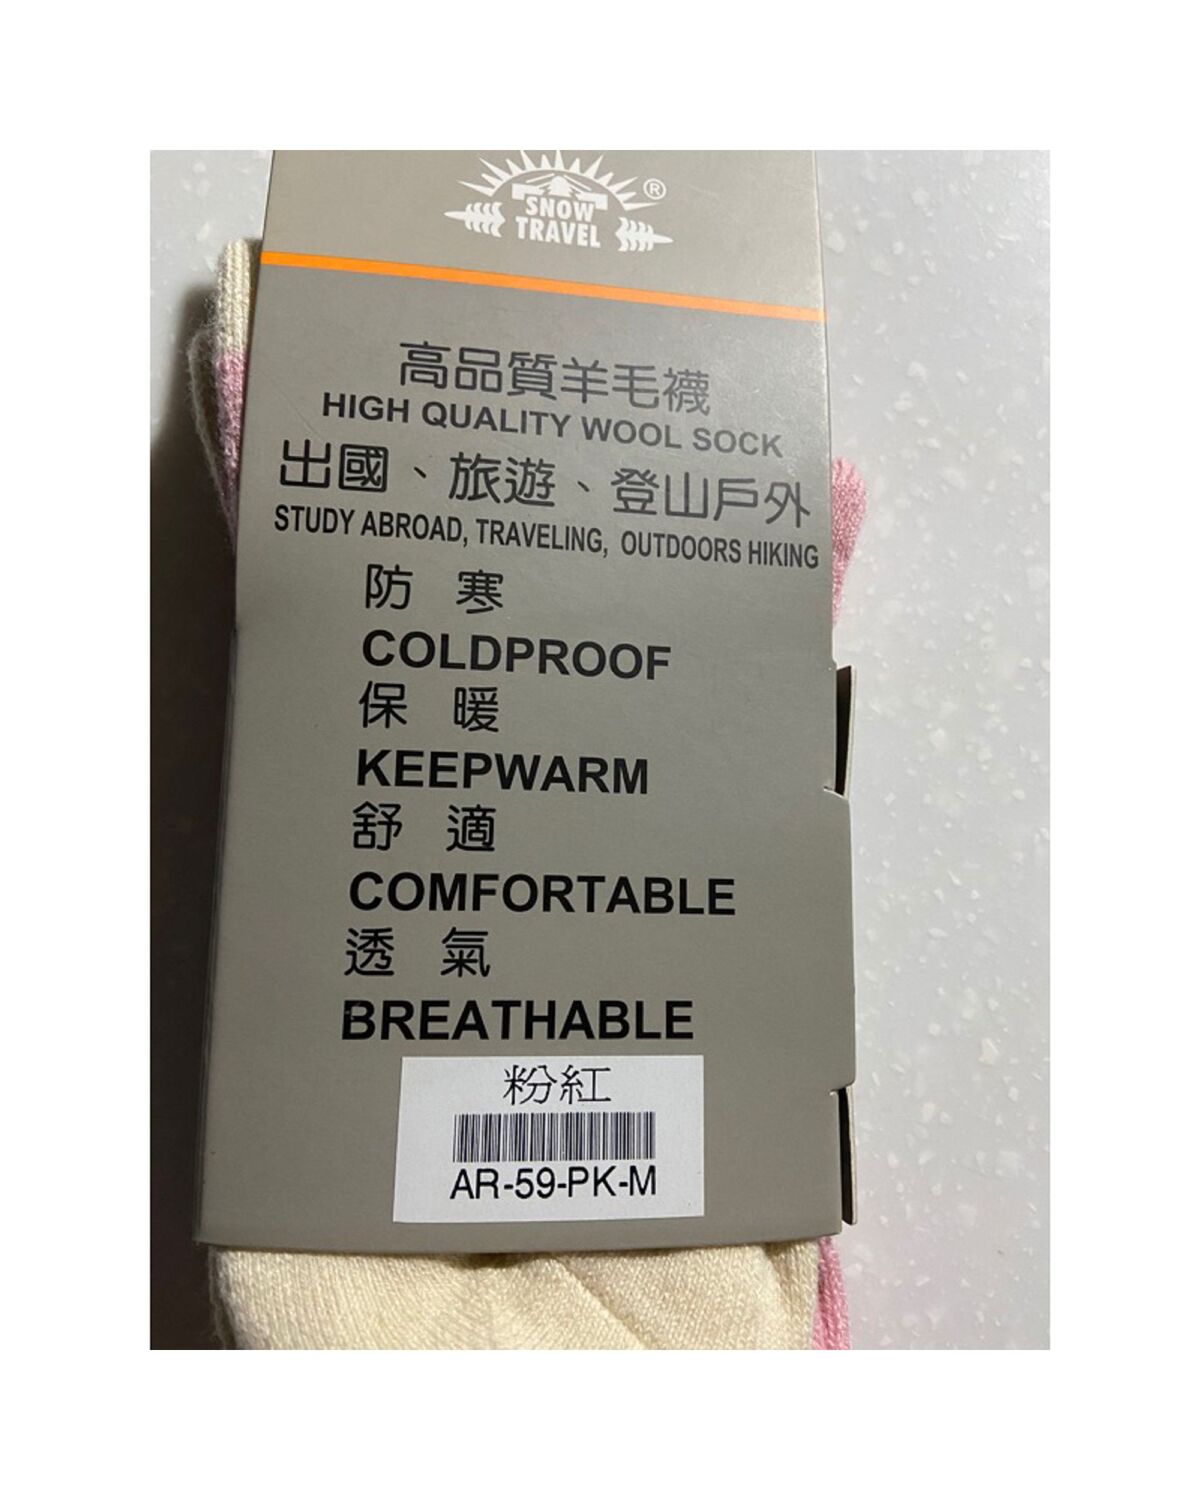 SNOW
TRAVEL
®
高品質羊毛襪
HIGH QUALITY WOOL SOCK
出國、旅遊、登山戶外
STUDY ABROAD, TRAVELING, OUTDOORS HIKING
防 寒
COLDPROOF
保 暖
KEEPWARM
舒 適
COMFORTABLE
透 氣
BREATHABLE
粉紅
AR-59-PK-M